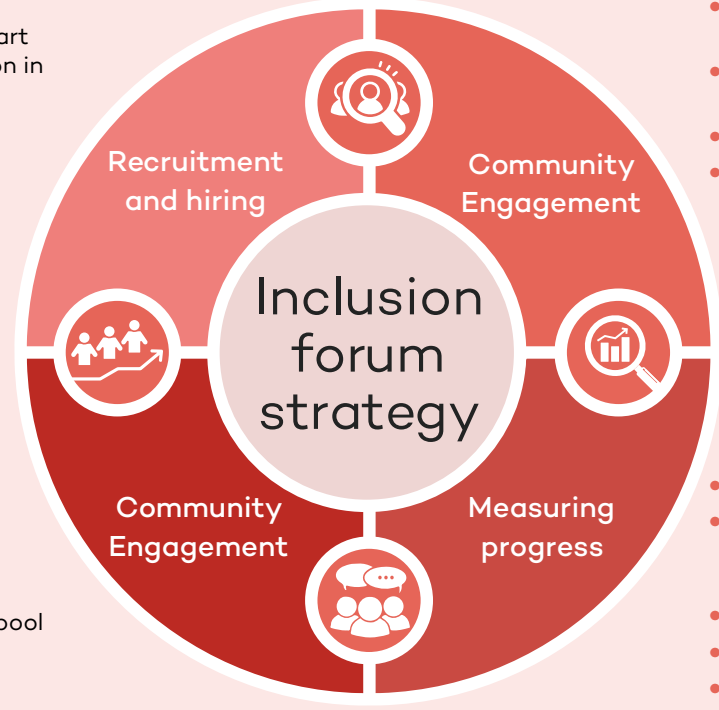 art
on in
Recruitment
and hiring
Community
Engagement
Inclusion
forum
strategy
Community
Engagement
Measuring
progress
pool